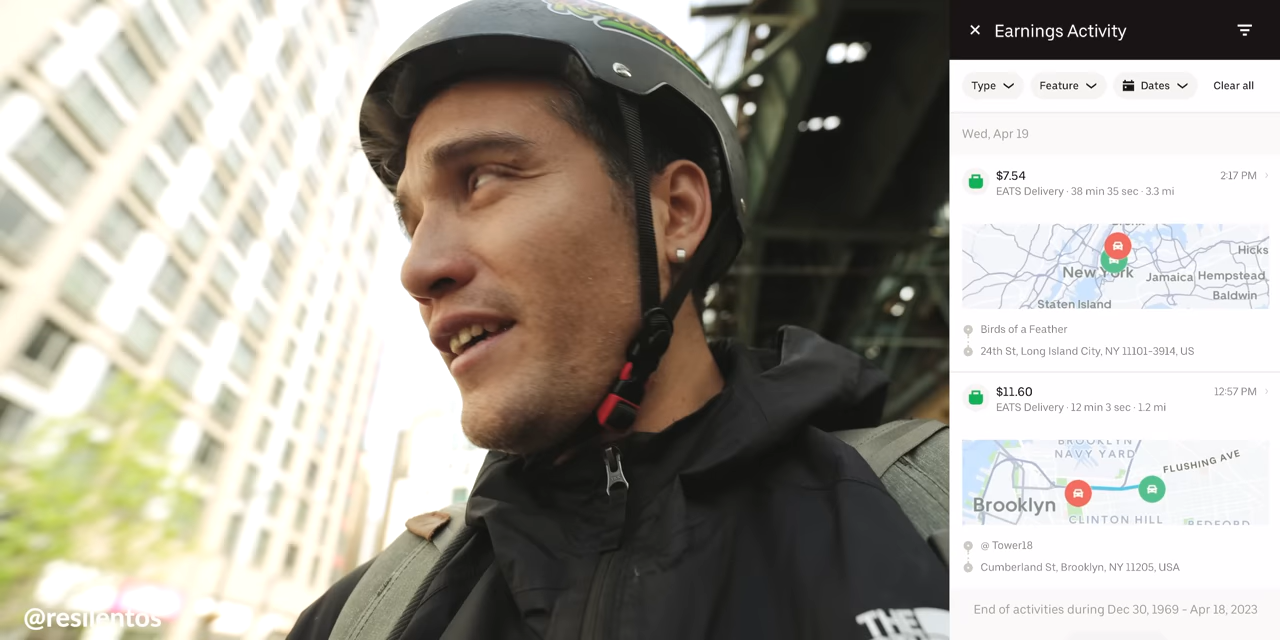 @resilentos
THE
Earnings Activity
Type
Feature
Dates
Clear all
Wed, Apr 19
$7.54
2:17 PM
EATS Delivery · 38 min 35 sec · 3.3 mi
New York
Hicks
Jamaica
Hempstead
Baldwin
Staten Island
Birds of a Feather
24th St, Long Island City, NY 11101-3914, US
$11.60
12:57 PM
EATS Delivery · 12 min 3 sec · 1.2 mi
BROOKLYN
NAVY YARD
FLUSHING AVE
Brooklyn
CLINTON HILL
BEDFORD
@ Tower18
Cumberland St, Brooklyn, NY 11205, USA
End of activities during Dec 30, 1969 - Apr 18, 2023